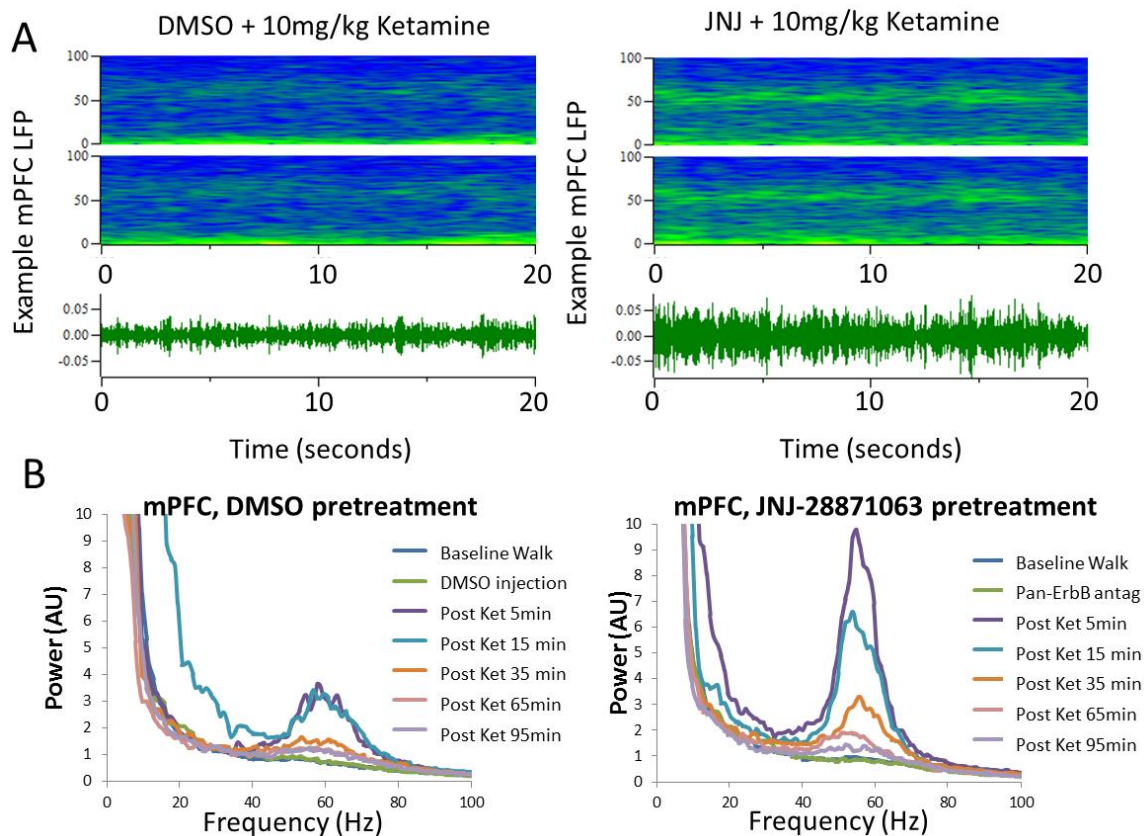 A
DMSO + 10mg/kg Ketamine
JNJ + 10mg/kg Ketamine
Example mPFC LFP
100
50
0
100
50
0
0 10 20
0.05
0.00
-0.05
0 10 20
Time (seconds)
Example mPFC LFP
100
50
0
100
50
0
0 10 20
0.05
0.00
-0.05
0 10 20
Time (seconds)
B
mPFC, DMSO pretreatment
Power (AU)
10
9
8
7
6
5
4
3
2
1
0
0 20 40 60 80 100
Frequency (Hz)
Baseline Walk
DMSO injection
Post Ket 5min
Post Ket 15 min
Post Ket 35 min
Post Ket 65min
Post Ket 95min
mPFC, JNJ-28871063 pretreatment
Power (AU)
10
9
8
7
6
5
4
3
2
1
0
0 20 40 60 80 100
Frequency (Hz)
Baseline Walk
Pan-ErbB antag
Post Ket 5min
Post Ket 15 min
Post Ket 35 min
Post Ket 65min
Post Ket 95min